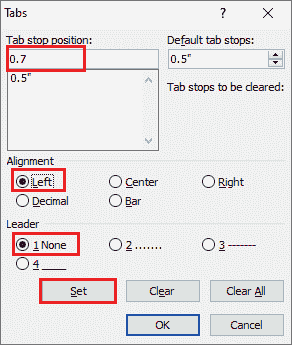 Tabs
Tab stop position: Default tab stops:
0.7 0.5"
0.5" Tab stops to be cleared:
Alignment
Left Center Right
Decimal Bar
Leader
1 None 2 ....... 3 -------
4 ____
Set Clear Clear All
OK Cancel